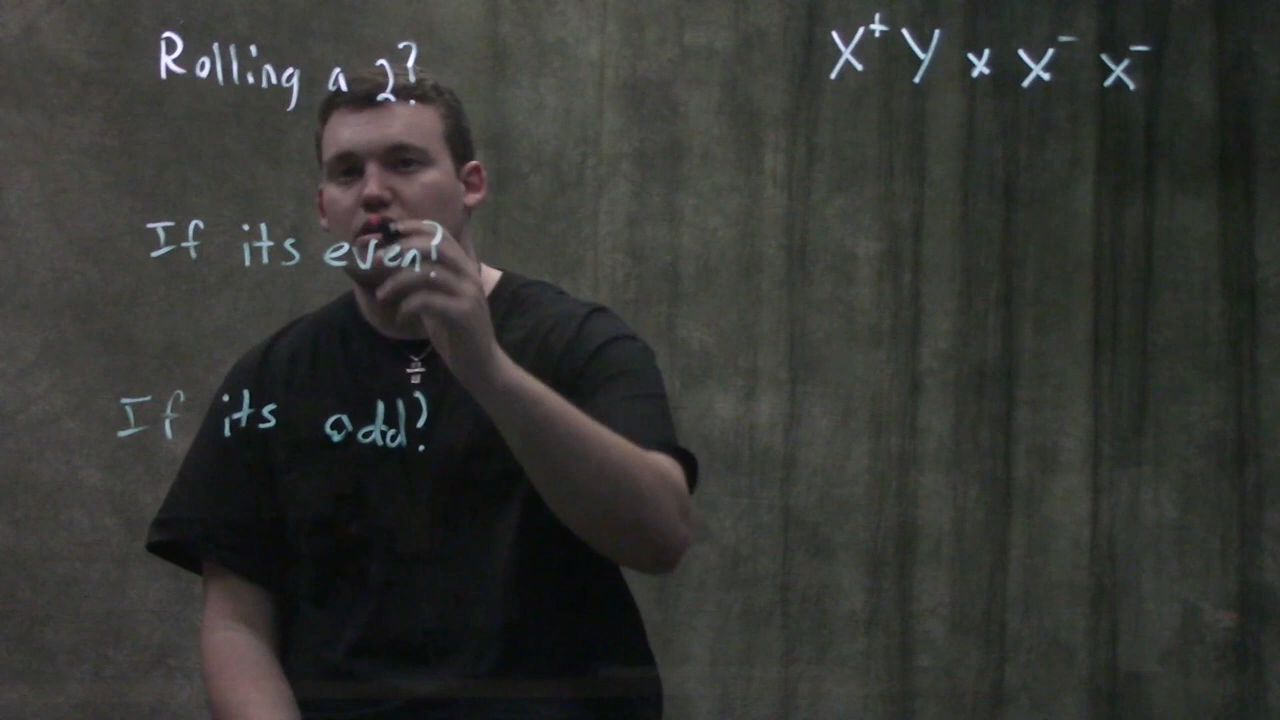 Rolling a 2?
X⁺ Y x x⁻ x⁻
If its even?
If its odd?